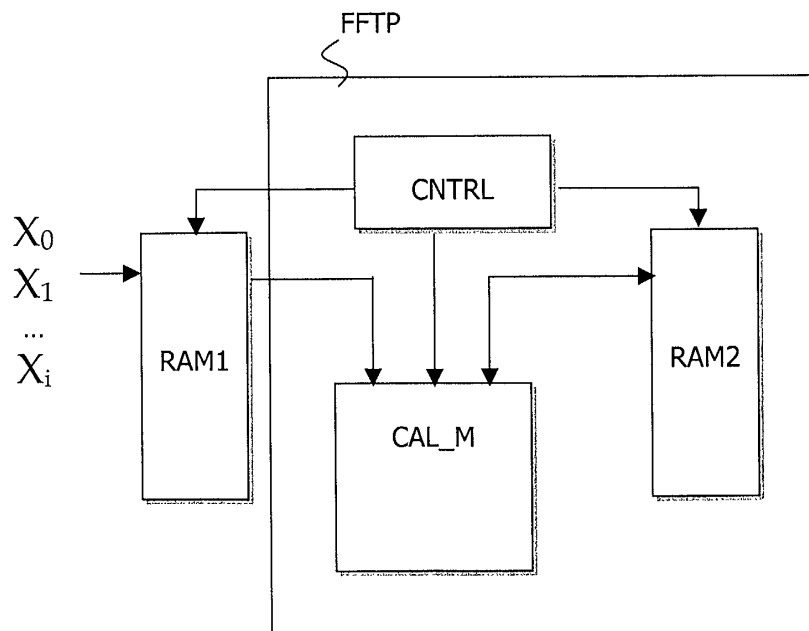 FFTP
CNTRL
X₀
X₁
...
Xᵢ
RAM1
RAM2
CAL_M